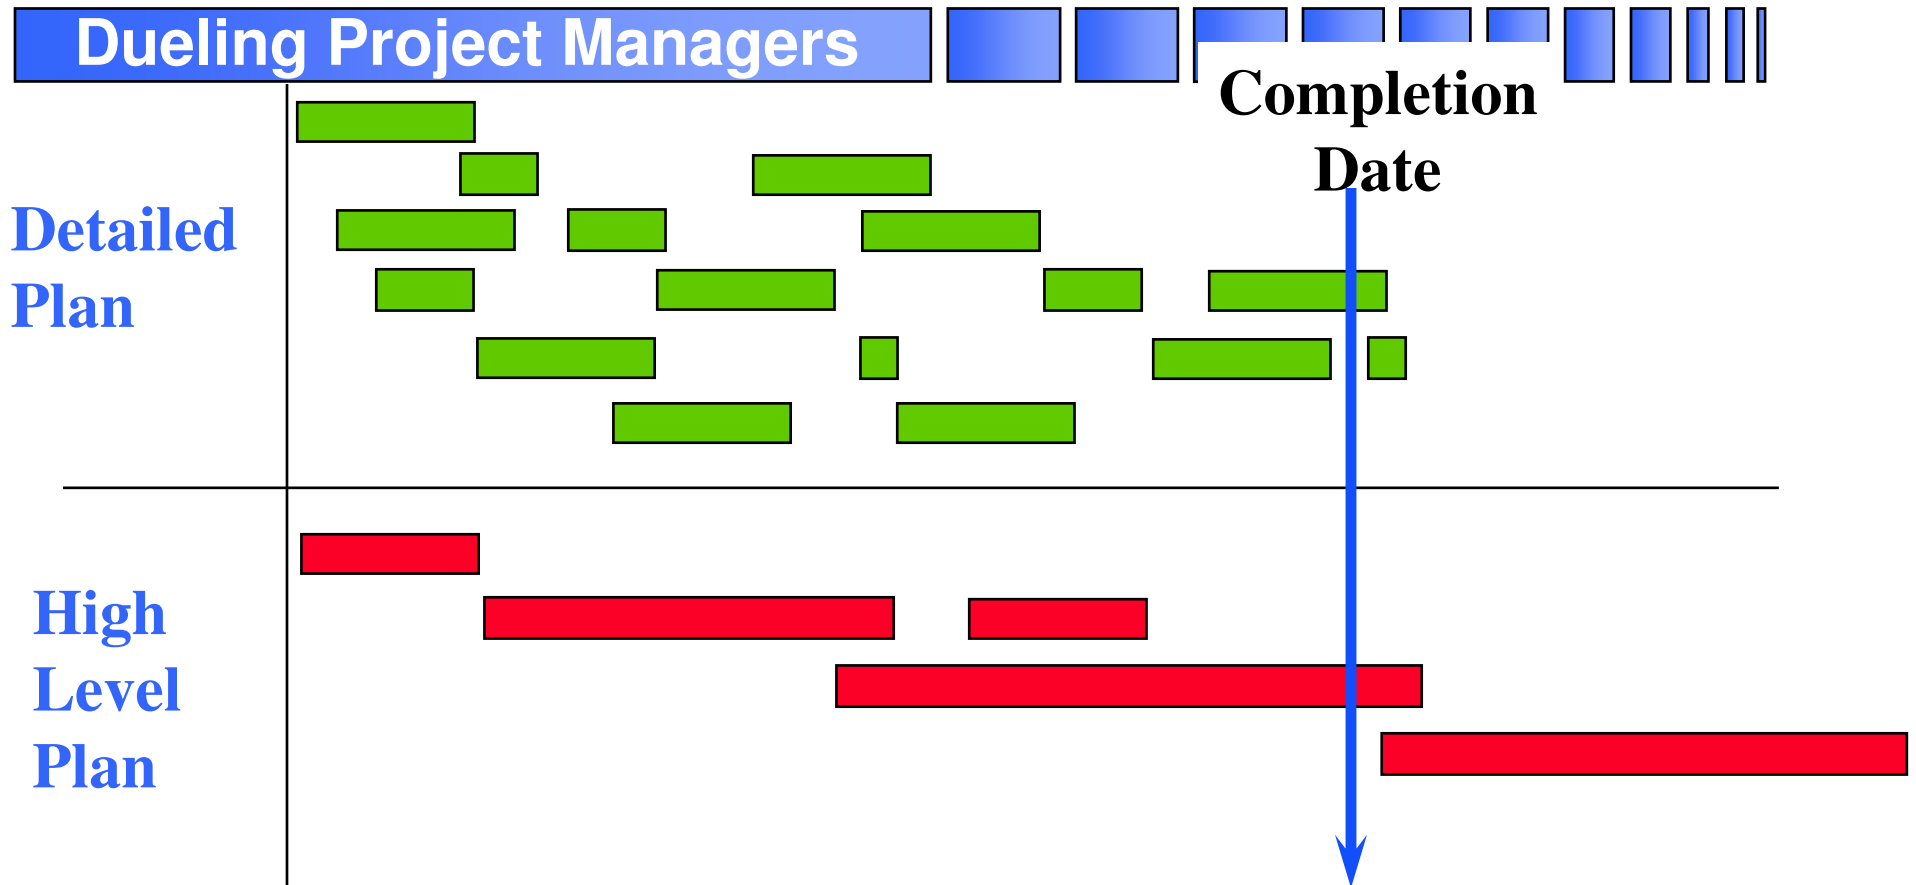 Dueling Project Managers
Completion
Date
Detailed
Plan
High
Level
Plan